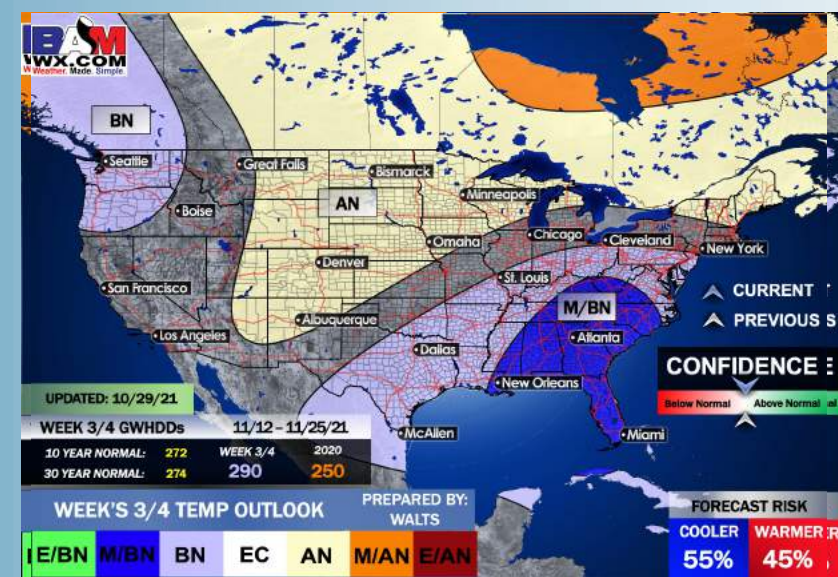 BAM
WX.COM
Weather. Made. Simple.
BN
Seattle
Great Falls
Bismarck
Minneapolis
Boise
AN
Omaha
Chicago
Cleveland
New York
Denver
St. Louis
San Francisco
M/BN
CURRENT
Albuquerque
Atlanta
PREVIOUS
Los Angeles
Dallas
CONFIDENCE
New Orleans
Below Normal Above Normal
UPDATED: 10/29/21
WEEK 3/4 GWHDDs 11/12 - 11/25/21
McAllen
Miami
10 YEAR NORMAL: 272 WEEK 3/4 2020
30 YEAR NORMAL: 274 290 250
WEEK'S 3/4 TEMP OUTLOOK
PREPARED BY:
WALTS
FORECAST RISK
COOLER WARMER
55% 45%
E/BN M/BN BN EC AN M/AN E/AN